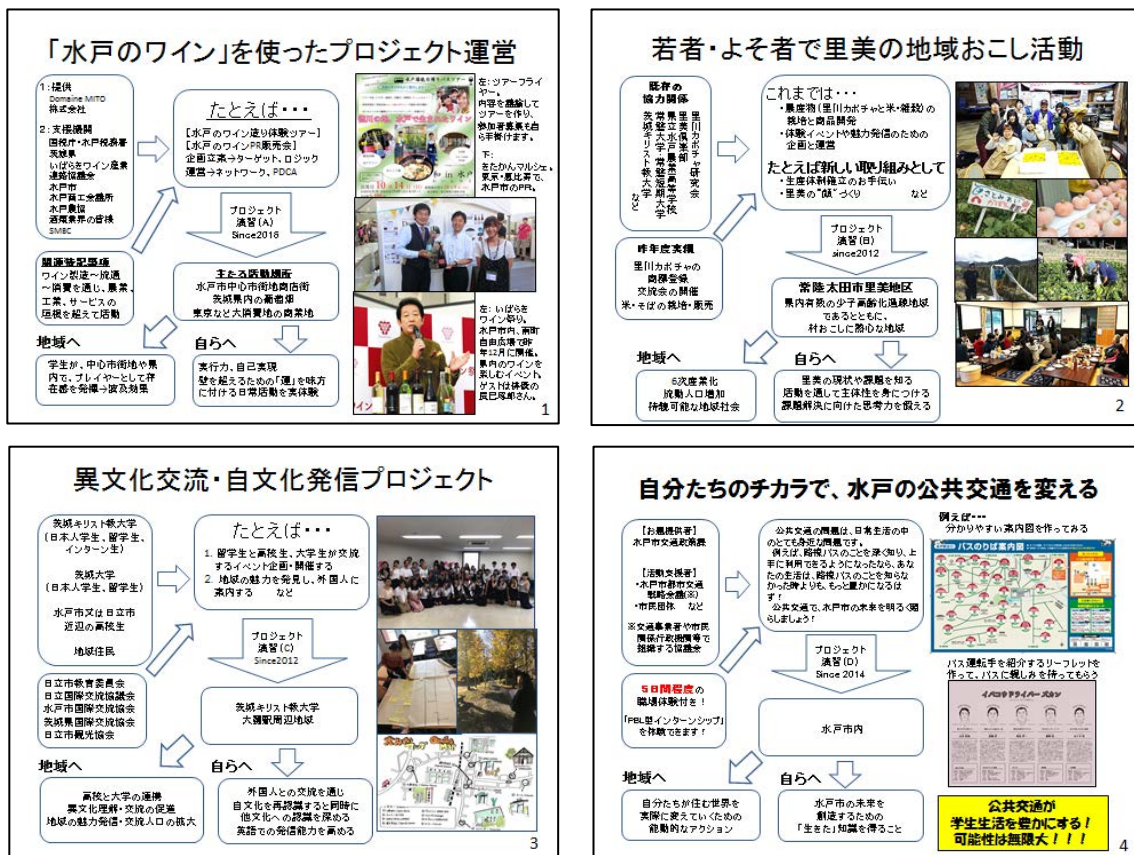 「水戸のワイン」を使ったプロジェクト運営
1：提供
Domaine MITO
株式会社
2：支援機関
国税庁・水戸税務署
茨城県
いばらきワイン産業
連絡協議会
水戸市
水戸商工会議所
水戸農協
酒類業界の皆様
SMBC
たとえば・・・
【水戸のワイン造り体験ツアー】
【水戸のワインPR販売会】
企画立案→ターゲット、ロジック
運営→ネットワーク、PDCA
関連特記事項
ワイン製造～流通
～消費を通じ、農業、
工業、サービスの
垣根を超えて活動
プロジェクト
演習(A)
Since2018
主たる活動場所
水戸市中心市街地商店街
茨城県内の葡萄畑
東京など大消費地の商業地
地域へ
学生が、中心市街地や県
内で、プレイヤーとして存
在感を発揮→波及効果
自らへ
実行力、自己実現
壁を超えるための「運」を味方
に付ける日常活動を実体験
左：ツアーフライ
ヤー。
内容を議論して
ツアーを作り、
参加者募集も自
ら手掛けます。
下：
きたかんマルシェ。
東京・恵比寿で、
水戸市のPR。
左：いばらき
ワイン祭り。
水戸市内、南町
自由広場で昨
年12月に開催。
県内のワインを
楽しむイベント。
ゲストは俳優の
辰巳琢郎さん。
1
若者・よそ者で里美の地域おこし活動
既存の
協力関係
里川カボチャ研究会
里美倶楽部
県立水戸農業高等学校
常磐大学・常磐短期大学
茨城キリスト教大学
など
これまでは・・・
・農産物（里川カボチャと米・雑穀）の
栽培と商品開発
・体験イベントや魅力発信のための
企画と運営
たとえば新しい取り組みとして
・生産体制確立のお手伝い
・里美の“顔”づくり など
昨年度実績
里川カボチャの
商標登録
交流会の開催
米・そばの栽培・販売
プロジェクト
演習(B)
since2012
常陸太田市里美地区
県内有数の少子高齢化過疎地域
であるとともに、
村おこしに熱心な地域
地域へ
6次産業化
流動人口増加
持続可能な地域社会
自らへ
里美の現状や課題を知る
活動を通して主体性を身につける
課題解決に向けた思考力を鍛える
2
異文化交流・自文化発信プロジェクト
茨城キリスト教大学
（日本人学生、留学生、
インターン生）
茨城大学
（日本人学生、留学生）
水戸市又は日立市
近辺の高校生
地域住民
たとえば・・・
1. 留学生と高校生、大学生が交流
するイベント企画・開催する
2. 地域の魅力を発見し、外国人に
案内する など
日立市教育委員会
日立国際交流協議会
水戸市国際交流協会
茨城県国際交流協会
日立市観光協会
プロジェクト
演習(C)
Since2012
茨城キリスト教大学
大甕駅周辺地域
地域へ
高校と大学の連携
異文化理解・交流の促進
地域の魅力発信・交流人口の拡大
自らへ
外国人との交流を通じ
自文化を再認識すると同時に
他文化への認識を深める
英語での発信能力を高める
3
自分たちのチカラで、水戸の公共交通を変える
【お題提供者】
水戸市交通政策課
【活動支援者】
・水戸市都市交通
戦略会議(※)
・市民団体 など
※交通事業者や市民
関係行政機関等で
組織する協議会
公共交通の問題は、日常生活の中
のとても身近な問題です。
例えば、路線バスのことを深く知り、上
手に利用できるようになったなら、あな
たの生活は、路線バスのことを知らな
かった時よりも、もっと豊かになるは
ず！
公共交通で、水戸市の未来を明るく照
らしましょう！
5日間程度の
職場体験付き！
「PBL型インターンシップ」
を体験できます！
プロジェクト
演習(D)
Since 2014
水戸市内
地域へ
自分たちが住む世界を
実際に変えていくための
能動的なアクション
自らへ
水戸市の未来を
創造するための
「生きた」知識を得ること
例えば・・・
分かりやすい案内図を作ってみる
バスのりば案内図
バス運転手を紹介するリーフレットを
作って、バスに親しみを持ってもらう
イバコウドライバーズカン
公共交通が
学生生活を豊かにする！
可能性は無限大！！！
4